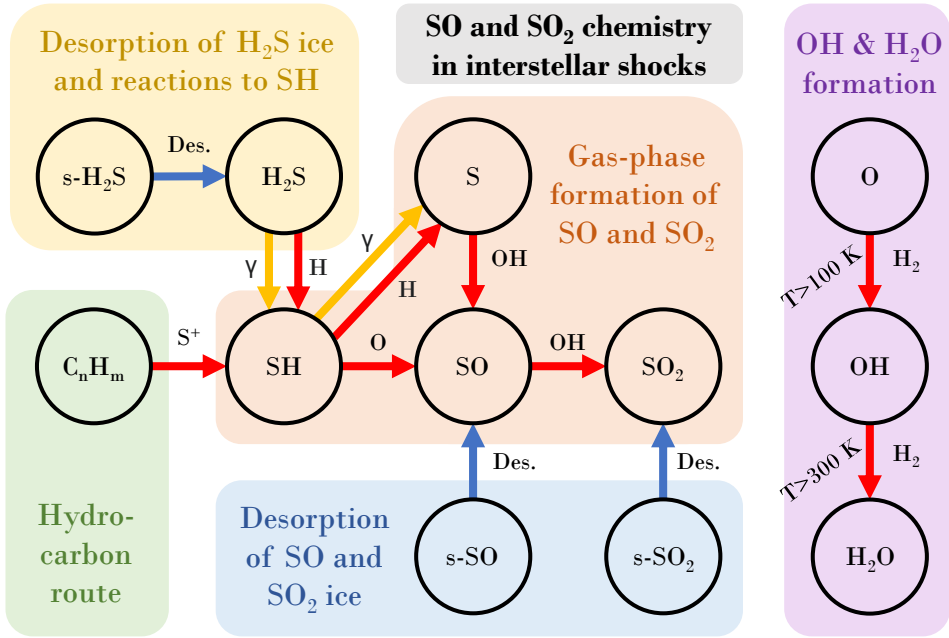 SO and SO₂ chemistry
in interstellar shocks
Desorption of H₂S ice
and reactions to SH
s-H₂S
Des.
H₂S
γ
H
γ
H
S
Gas-phase
formation of
SO and SO₂
OH
CₙHₘ
S⁺
SH
O
SO
OH
SO₂
Hydro-
carbon
route
Des.
Des.
Desorption
of SO and
SO₂ ice
s-SO
s-SO₂
OH & H₂O
formation
O
T>100 K
H₂
OH
T>300 K
H₂
H₂O